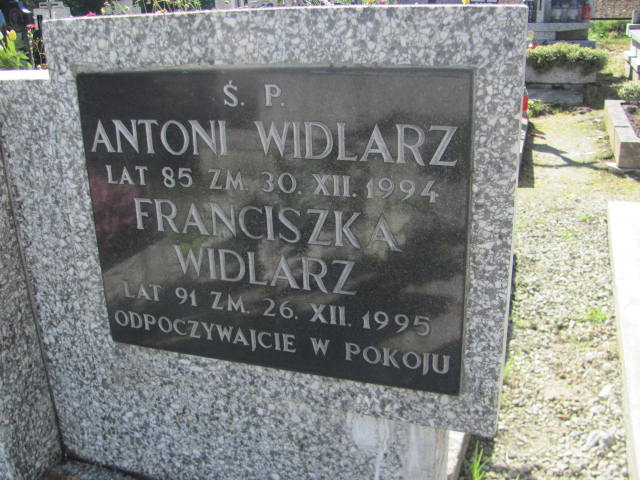 Ś. P.
ANTONI WIDLARZ
LAT 85 ZM. 30. XII. 1994
FRANCISZKA
WIDLARZ
LAT 91 ZM. 26. XII. 1995
ODPOCZYWAJCIE W POKOJU